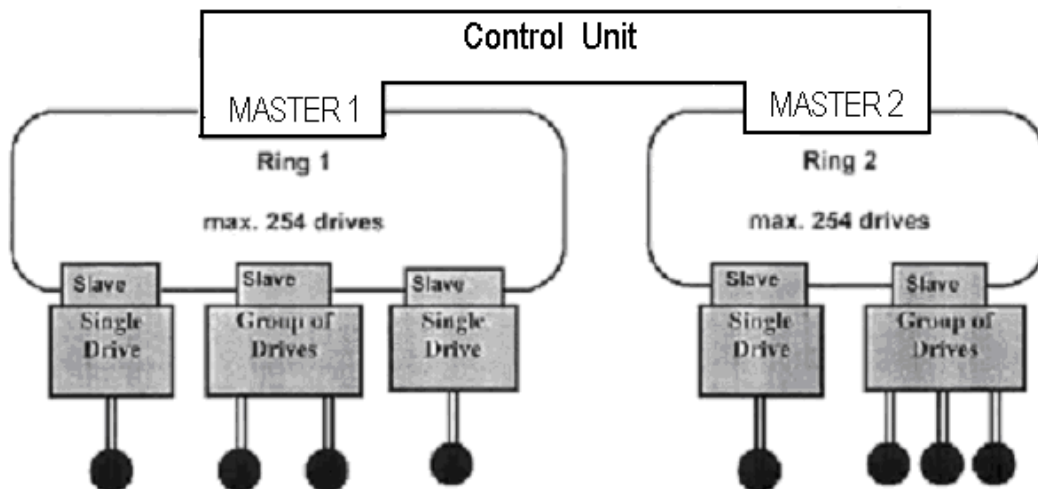 Control Unit
MASTER 1
MASTER 2
Ring 1
max. 254 drives
Ring 2
max. 254 drives
Slave
Single
Drive
Slave
Group of
Drives
Slave
Single
Drive
Slave
Single
Drive
Slave
Group of
Drives